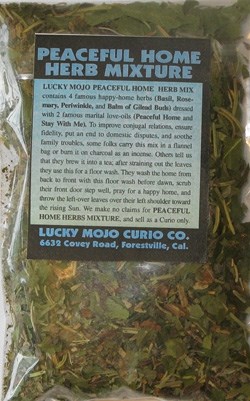 PEACEFUL HOME
HERB MIXTURE
LUCKY MOJO PEACEFUL HOME HERB MIX
contains 4 famous happy-home herbs (Basil, Rose-
mary, Periwinkle, and Balm of Gilead Buds) dressed
with 2 famous marital love-oils (Peaceful Home and
Stay With Me). To improve conjugal relations, ensure
fidelity, put an end to domestic disputes, and soothe
family troubles, some folks carry this mix in a flannel
bag or burn it on charcoal as an incense. Others tell us
that they brew it into a tea; after straining out the leaves
they use this for a floor wash. They wash the home from
back to front with this floor wash before dawn, scrub
their front door step well, pray for a happy home, and
throw the left-over leaves over their left shoulder toward
the rising Sun. We make no claims for PEACEFUL
HOME HERBS MIXTURE, and sell as a Curio only.
LUCKY MOJO CURIO CO.
6632 Covey Road, Forestville, Cal.